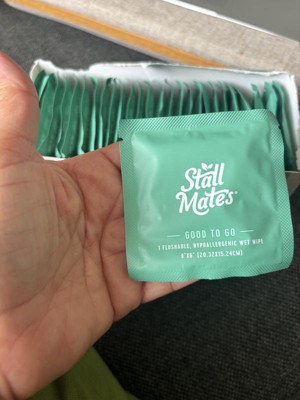 Stall
Mates
GOOD TO GO
1 FLUSHABLE, HYPOALLERGENIC WET WIPE
8"X6" (20.32X15.24CM)